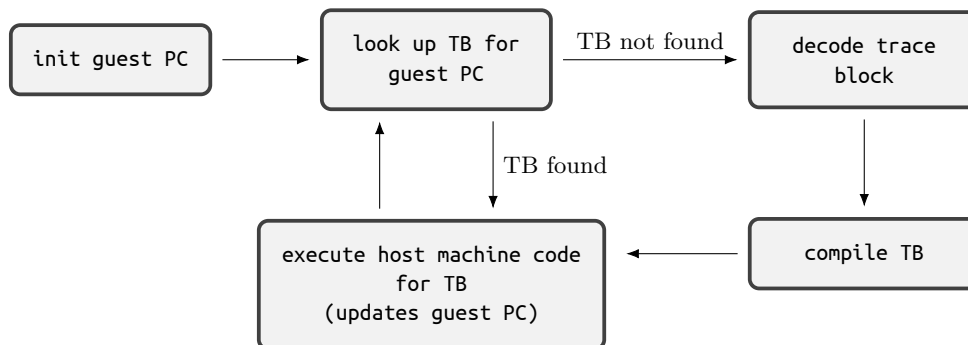 init guest PC
look up TB for
guest PC
TB not found
decode trace
block
TB found
execute host machine code
for TB
(updates guest PC)
compile TB